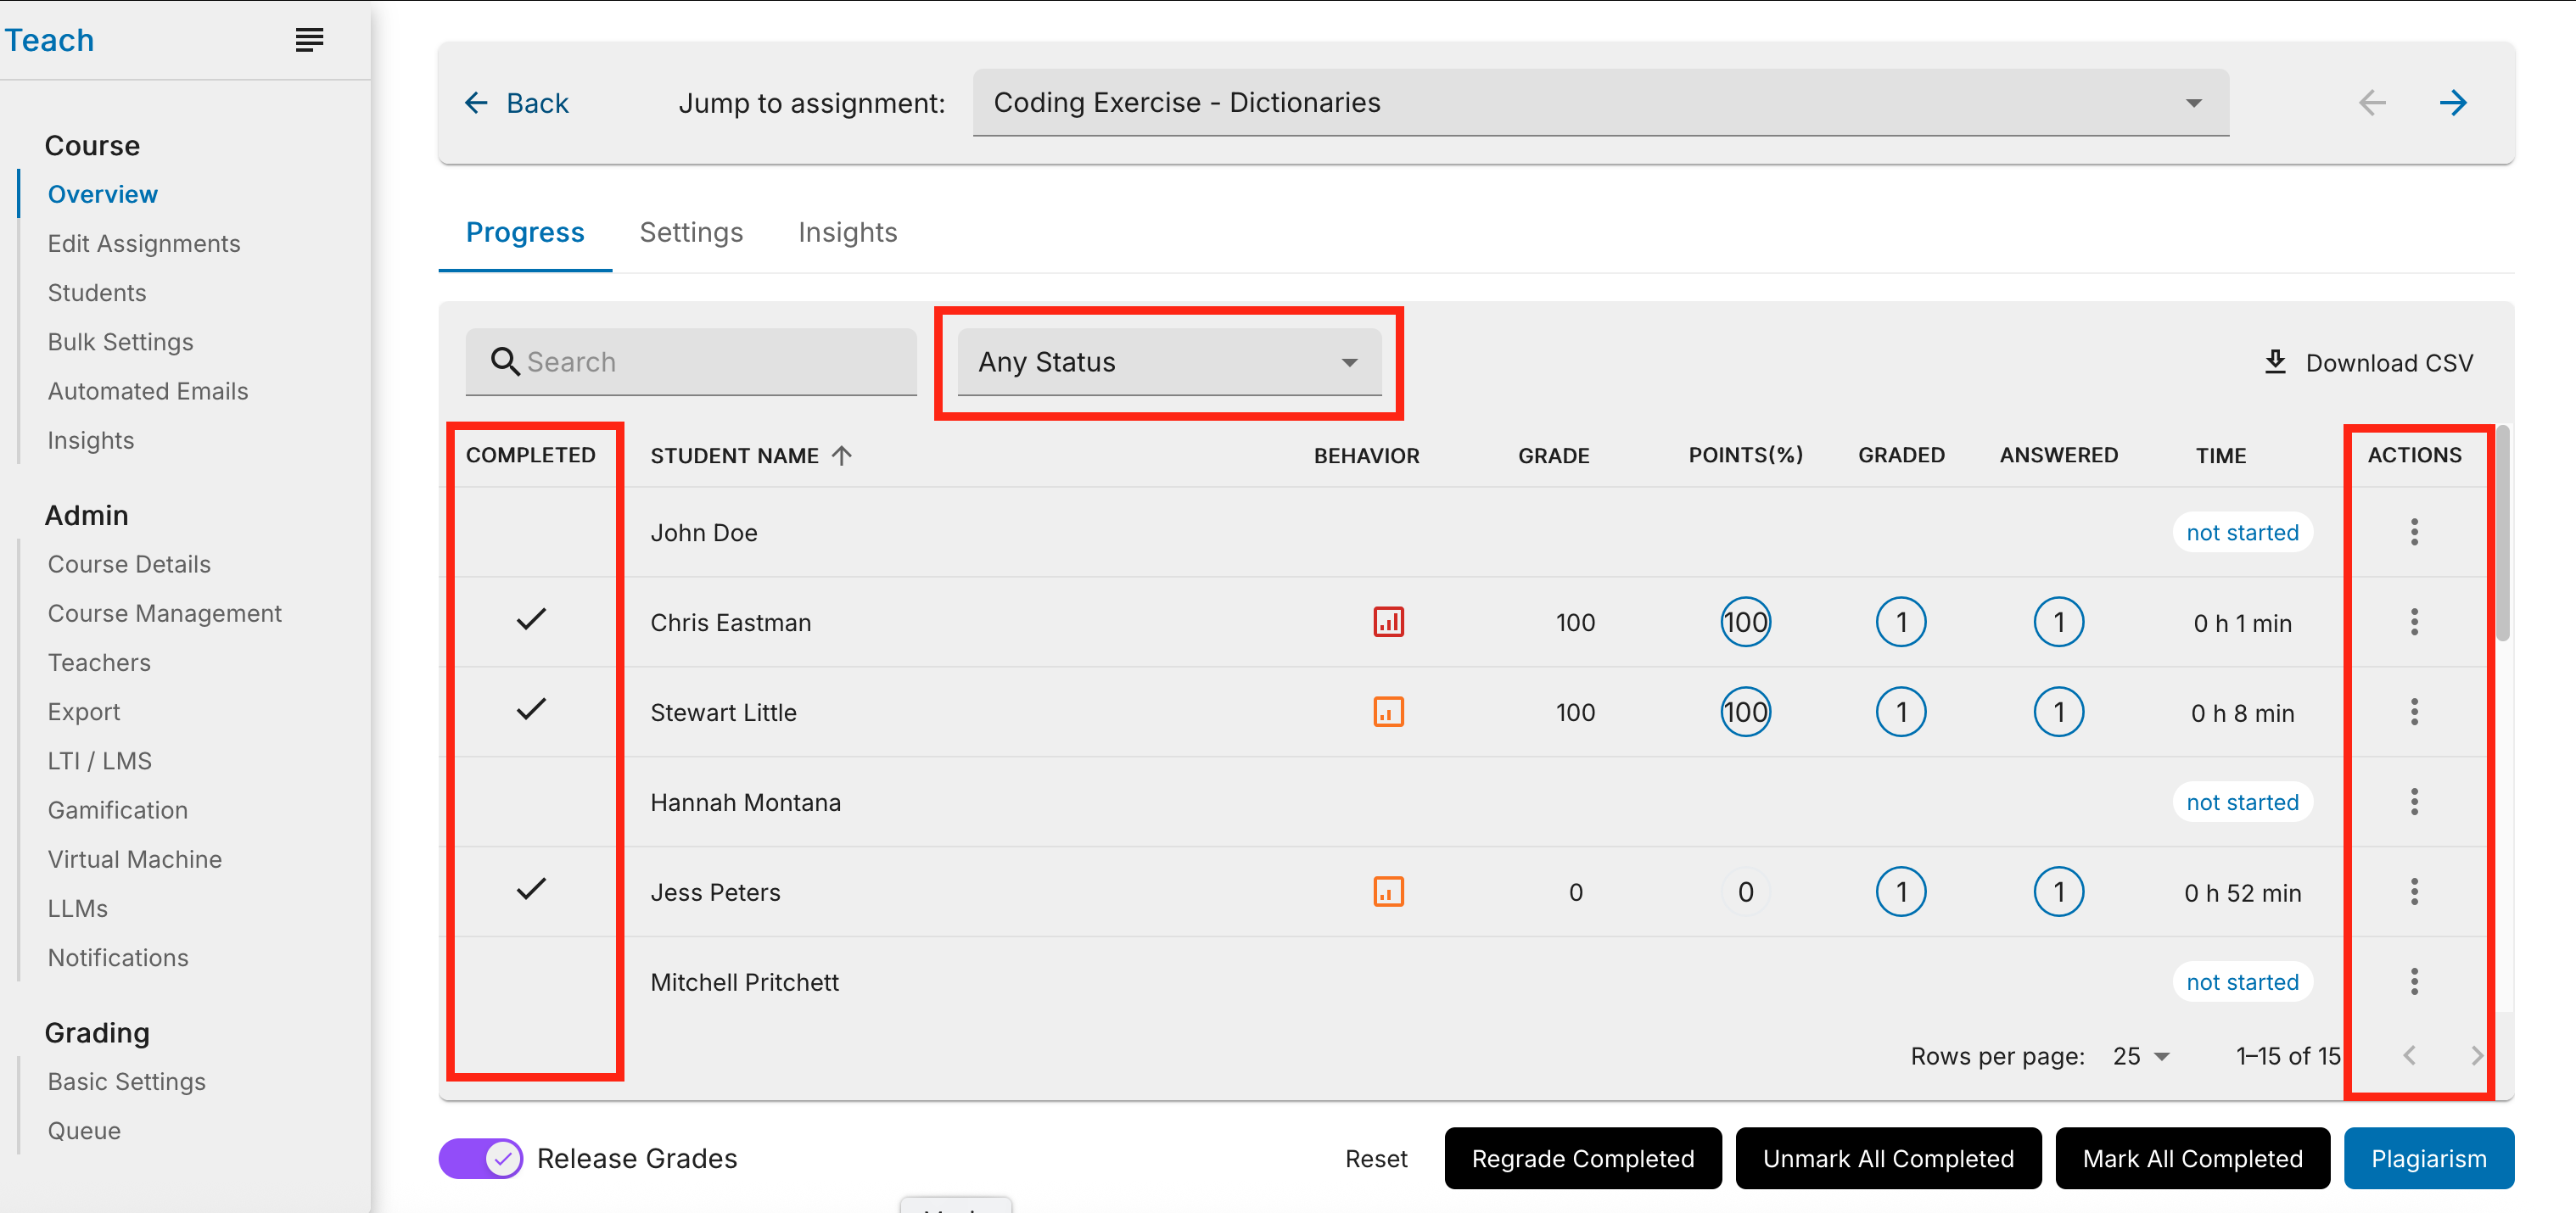 Teach
Course
Overview
Edit Assignments
Students
Bulk Settings
Automated Emails
Insights
Admin
Course Details
Course Management
Teachers
Export
LTI / LMS
Gamification
Virtual Machine
LLMs
Notifications
Grading
Basic Settings
Queue
Back Jump to assignment: Coding Exercise - Dictionaries
Progress Settings Insights
Search Any Status Download CSV
COMPLETED STUDENT NAME BEHAVIOR GRADE POINTS(%) GRADED ANSWERED TIME ACTIONS
John Doe not started
Chris Eastman 100 100 1 1 0 h 1 min
Stewart Little 100 100 1 1 0 h 8 min
Hannah Montana not started
Jess Peters 0 0 1 1 0 h 52 min
Mitchell Pritchett not started
Rows per page: 25 1–15 of 15
Release Grades Reset Regrade Completed Unmark All Completed Mark All Completed Plagiarism